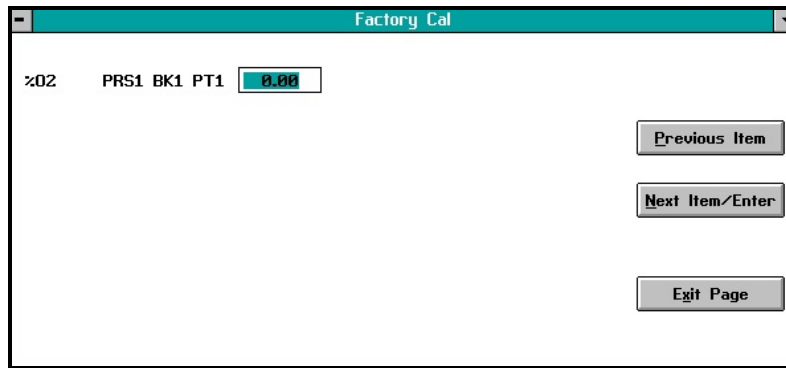 Factory Cal
%O2 PRS1 BK1 PT1 0.00
Previous Item
Next Item/Enter
Exit Page